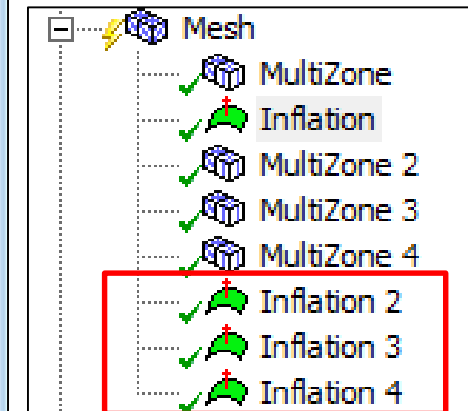 Mesh
MultiZone
Inflation
MultiZone 2
MultiZone 3
MultiZone 4
Inflation 2
Inflation 3
Inflation 4